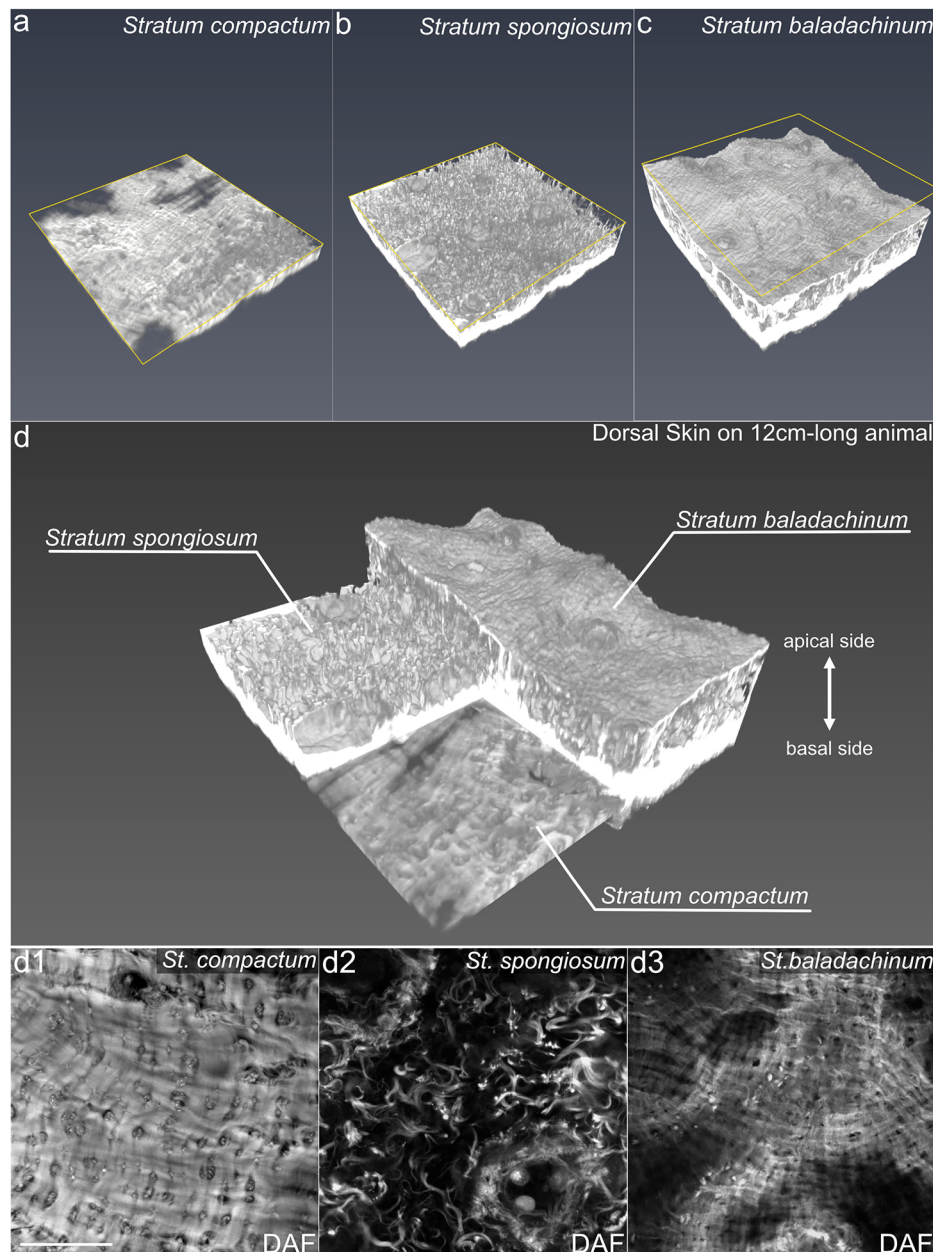 a
Stratum compactum
b
Stratum spongiosum
c
Stratum baladachinum
d
Dorsal Skin on 12cm-long animal
Stratum spongiosum
Stratum baladachinum
apical side
basal side
Stratum compactum
d1
St. compactum
DAF
d2
St. spongiosum
DAF
d3
St.baladachinum
DAF